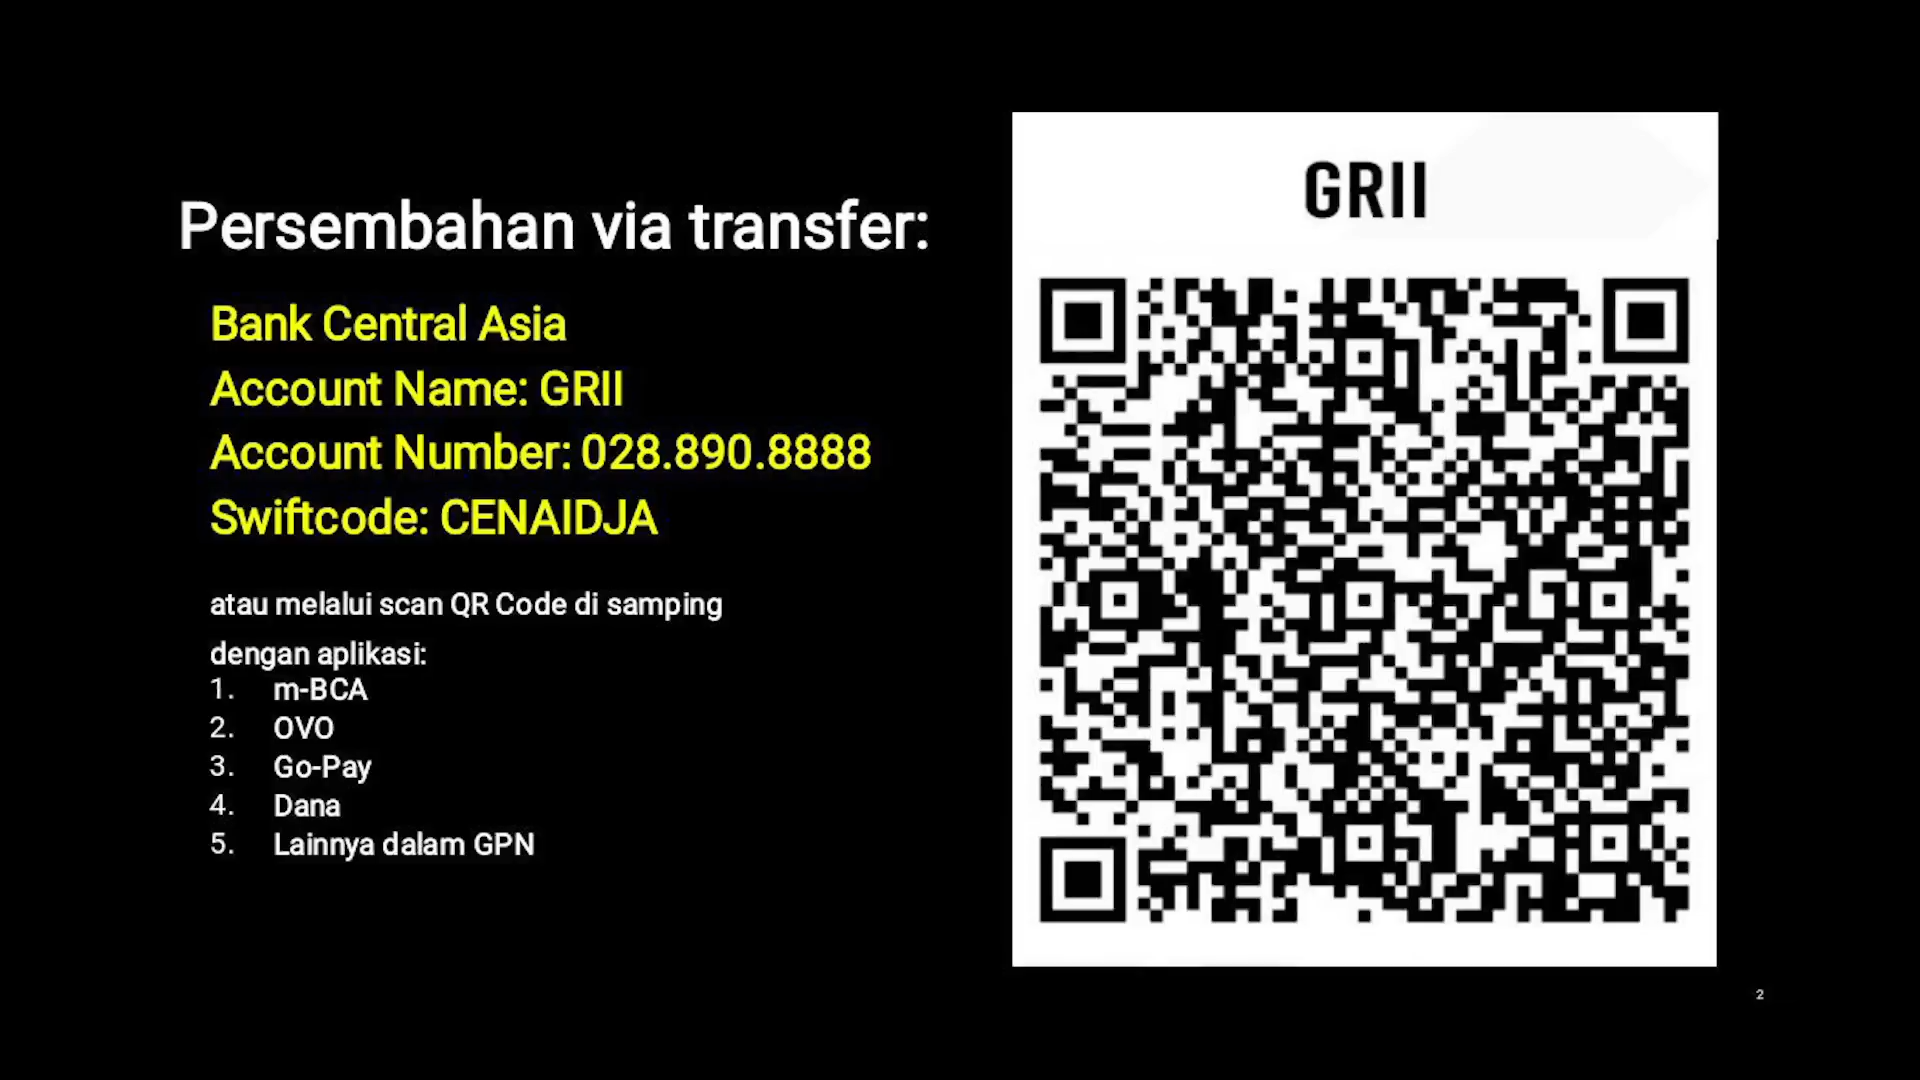 Persembahan via transfer:
Bank Central Asia
Account Name: GRII
Account Number: 028.890.8888
Swiftcode: CENAIDJA
atau melalui scan QR Code di samping
dengan aplikasi:
1. m-BCA
2. OVO
3. Go-Pay
4. Dana
5. Lainnya dalam GPN
GRII
2